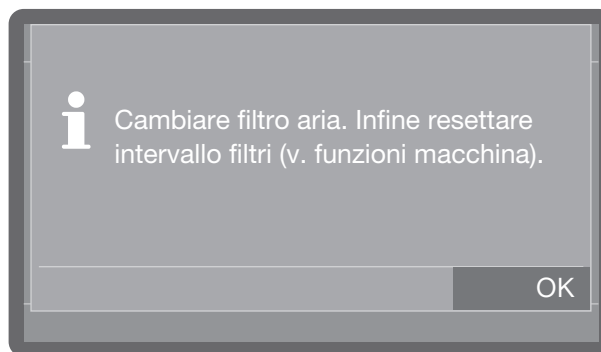 Cambiare filtro aria. Infine resettare
intervallo filtri (v. funzioni macchina).
OK